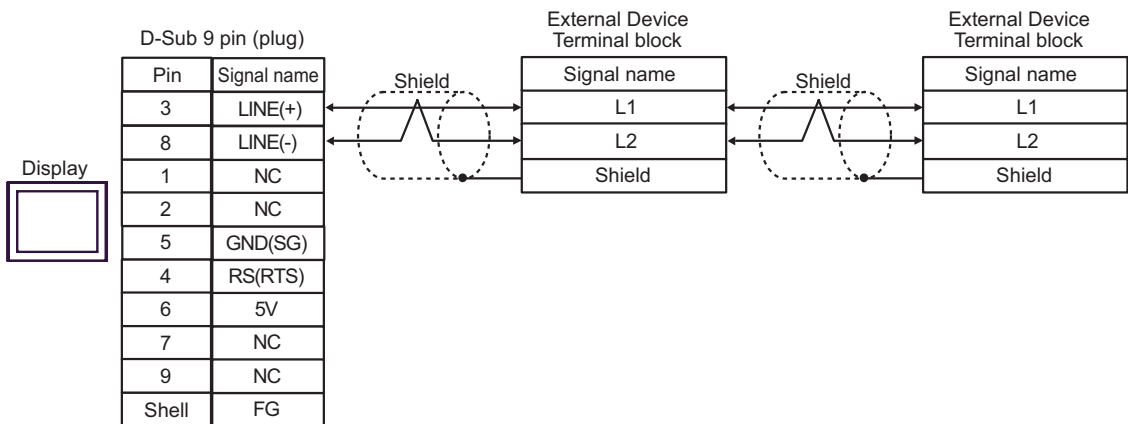 External Device
Terminal block
External Device
Terminal block
D-Sub 9 pin (plug)
Pin Signal name Shield Signal name Shield Signal name
3 LINE(+) L1 L1
8 LINE(-) L2 L2
Display 1 NC Shield Shield
2 NC
5 GND(SG)
4 RS(RTS)
6 5V
7 NC
9 NC
Shell FG